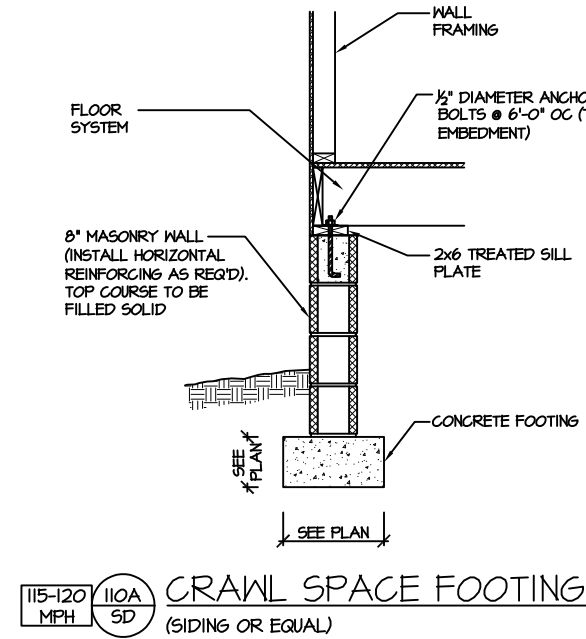 WALL
FRAMING
FLOOR
SYSTEM
½" DIAMETER
BOLTS @ 6'-0" OC
EMBEDMENT)
8" MASONRY WALL
(INSTALL HORIZONTAL
REINFORCING AS REQ'D).
TOP COURSE TO BE
FILLED SOLID
2x6 TREATED SILL
PLATE
CONCRETE FOOTING
SEE
PLAN
SEE PLAN
115-120
MPH
110A
SD
CRAWL SPACE FOOTING
(SIDING OR EQUAL)